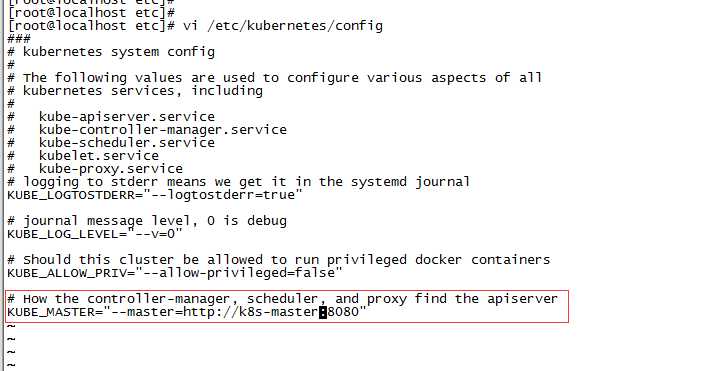 [root@localhost etc]#
[root@localhost etc]#
[root@localhost etc]# vi /etc/kubernetes/config
###
# kubernetes system config
#
# The following values are used to configure various aspects of all
# kubernetes services, including
#
#   kube-apiserver.service
#   kube-controller-manager.service
#   kube-scheduler.service
#   kubelet.service
#   kube-proxy.service
# logging to stderr means we get it in the systemd journal
KUBE_LOGTOSTDERR="--logtostderr=true"

# journal message level, 0 is debug
KUBE_LOG_LEVEL="--v=0"

# Should this cluster be allowed to run privileged docker containers
KUBE_ALLOW_PRIV="--allow-privileged=false"

# How the controller-manager, scheduler, and proxy find the apiserver
KUBE_MASTER="--master=http://k8s-master:8080"
~
~
~
~